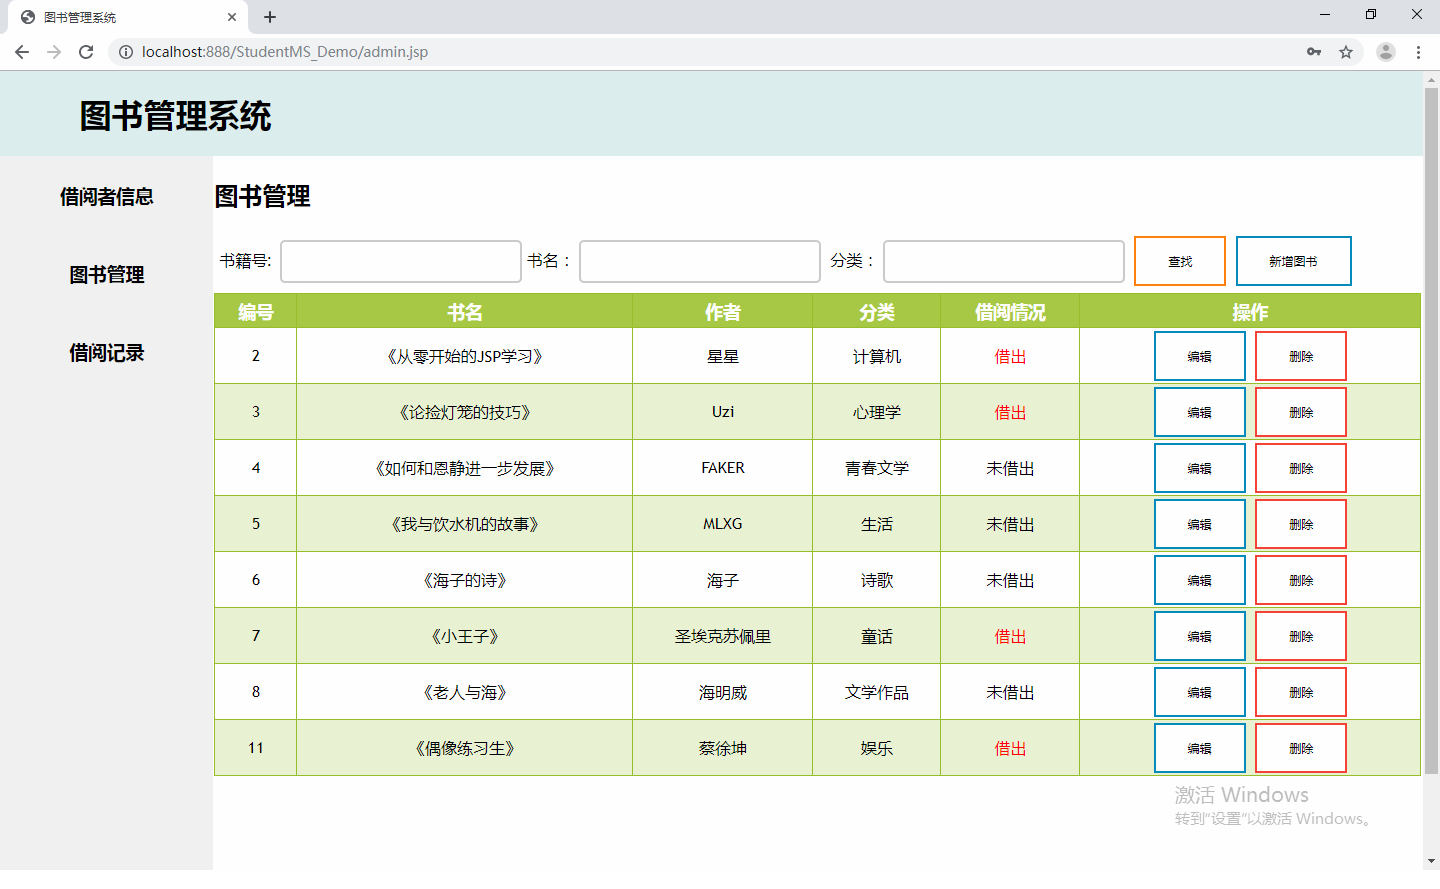 图书管理系统
localhost:888/StudentMS_Demo/admin.jsp
图书管理系统
借阅者信息
图书管理
借阅记录
图书管理
书籍号: 书名： 分类： 查找 新增图书
编号 书名 作者 分类 借阅情况 操作
2 《从零开始的JSP学习》 星星 计算机 借出 编辑 删除
3 《论捡灯笼的技巧》 Uzi 心理学 借出 编辑 删除
4 《如何和恩静进一步发展》 FAKER 青春文学 未借出 编辑 删除
5 《我与饮水机的故事》 MLXG 生活 未借出 编辑 删除
6 《海子的诗》 海子 诗歌 未借出 编辑 删除
7 《小王子》 圣埃克苏佩里 童话 借出 编辑 删除
8 《老人与海》 海明威 文学作品 未借出 编辑 删除
11 《偶像练习生》 蔡徐坤 娱乐 借出 编辑 删除
激活 Windows
转到"设置"以激活 Windows。